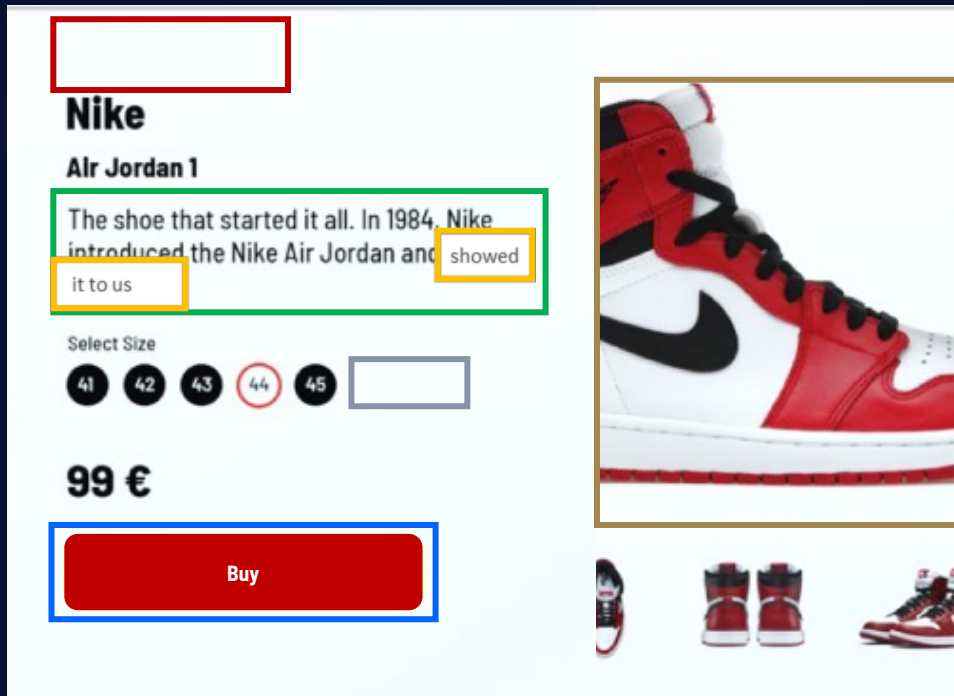 Nike
Air Jordan 1
The shoe that started it all. In 1984, Nike
introduced the Nike Air Jordan and showed
it to us
Select Size
41 42 43 44 45
99 €
Buy